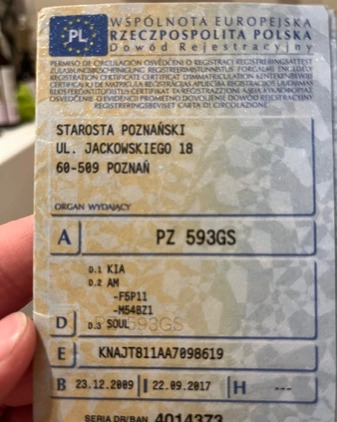 PL
WSPÓLNOTA EUROPEJSKA
RZECZPOSPOLITA POLSKA
Dowód Rejestracyjny
STAROSTA POZNAŃSKI
UL. JACKOWSKIEGO 18
60-509 POZNAŃ
ORGAN WYDAJĄCY
A PZ 593GS
D.1 KIA
D.2 AM
-F5P11
-M54BZ1
D D.3 SOUL
E KNAJT811AA7098619
B 23.12.2009 I 22.09.2017 H ---
SERIA DR/BAN 4014373